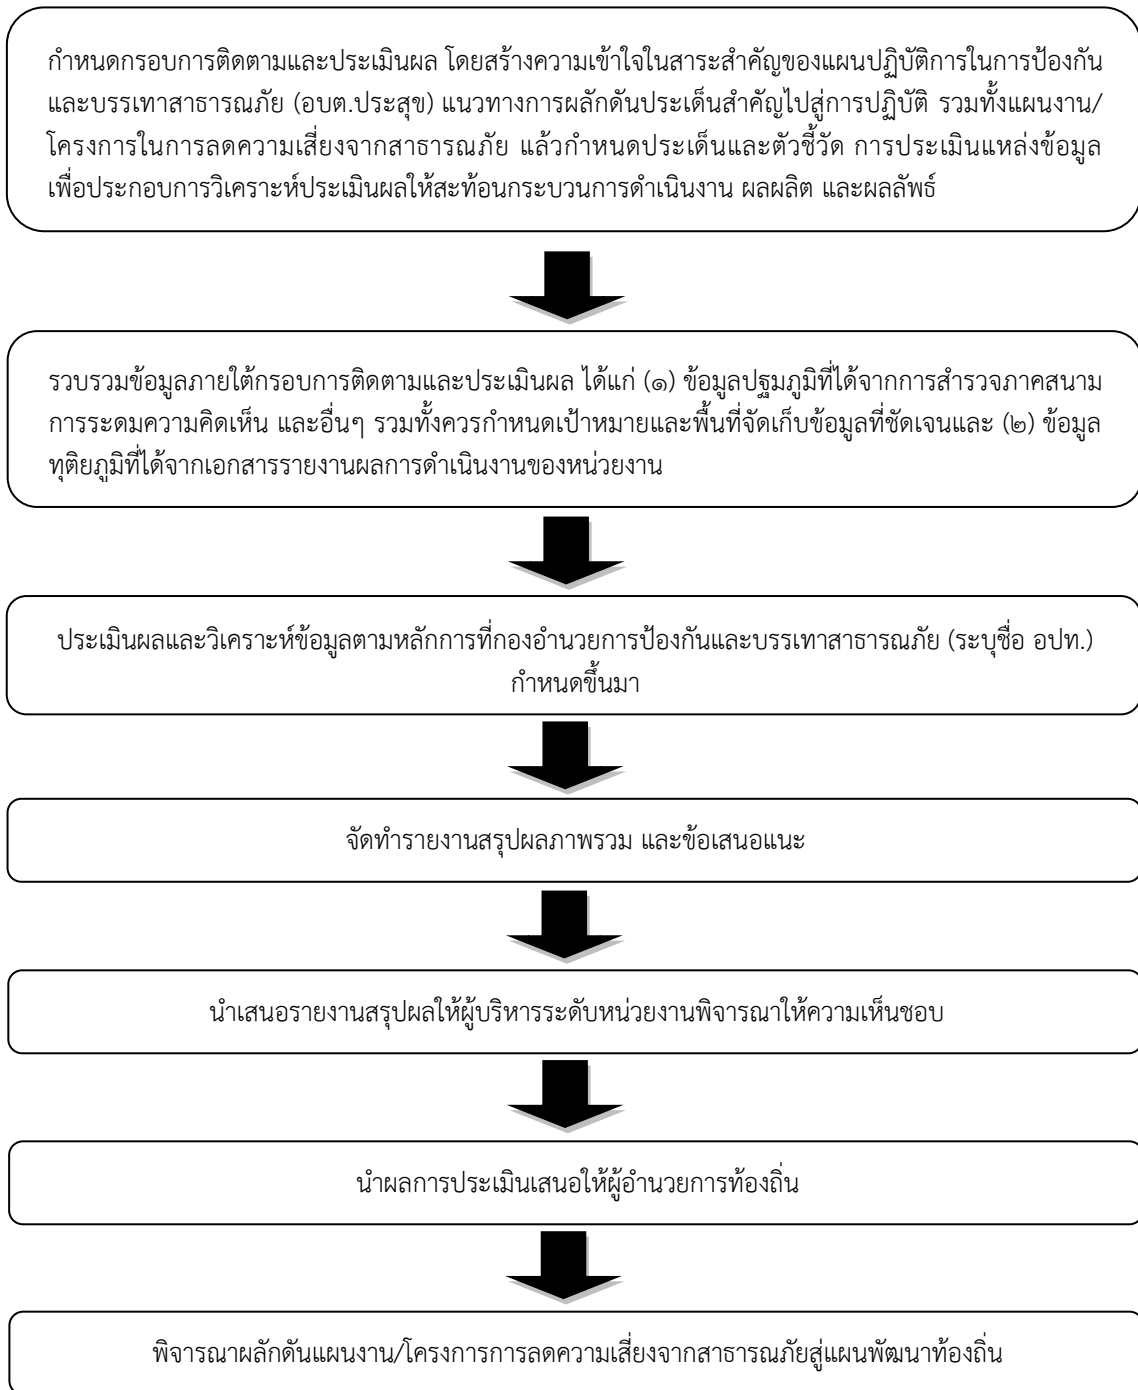 กำหนดกรอบการติดตามและประเมินผล โดยสร้างความเข้าใจในสาระสำคัญของแผนปฏิบัติการในการป้องกัน
และบรรเทาสาธารณภัย (อบต.ประสุข) แนวทางการผลักดันประเด็นสำคัญไปสู่การปฏิบัติ รวมทั้งแผนงาน/
โครงการในการลดความเสี่ยงจากสาธารณภัย แล้วกำหนดประเด็นและตัวชี้วัด การประเมินแหล่งข้อมูล
เพื่อประกอบการวิเคราะห์ประเมินผลให้สะท้อนกระบวนการดำเนินงาน ผลผลิต และผลลัพธ์
รวบรวมข้อมูลภายใต้กรอบการติดตามและประเมินผล ได้แก่ (๑) ข้อมูลปฐมภูมิที่ได้จากการสำรวจภาคสนาม
การระดมความคิดเห็น และอื่นๆ รวมทั้งควรกำหนดเป้าหมายและพื้นที่จัดเก็บข้อมูลที่ชัดเจนและ (๒) ข้อมูล
ทุติยภูมิที่ได้จากเอกสารรายงานผลการดำเนินงานของหน่วยงาน
ประเมินผลและวิเคราะห์ข้อมูลตามหลักการที่กองอำนวยการป้องกันและบรรเทาสาธารณภัย (ระบุชื่อ อปท.)
กำหนดขึ้นมา
จัดทำรายงานสรุปผลภาพรวม และข้อเสนอแนะ
นำเสนอรายงานสรุปผลให้ผู้บริหารระดับหน่วยงานพิจารณาให้ความเห็นชอบ
นำผลการประเมินเสนอให้ผู้อำนวยการท้องถิ่น
พิจารณาผลักดันแผนงาน/โครงการการลดความเสี่ยงจากสาธารณภัยสู่แผนพัฒนาท้องถิ่น